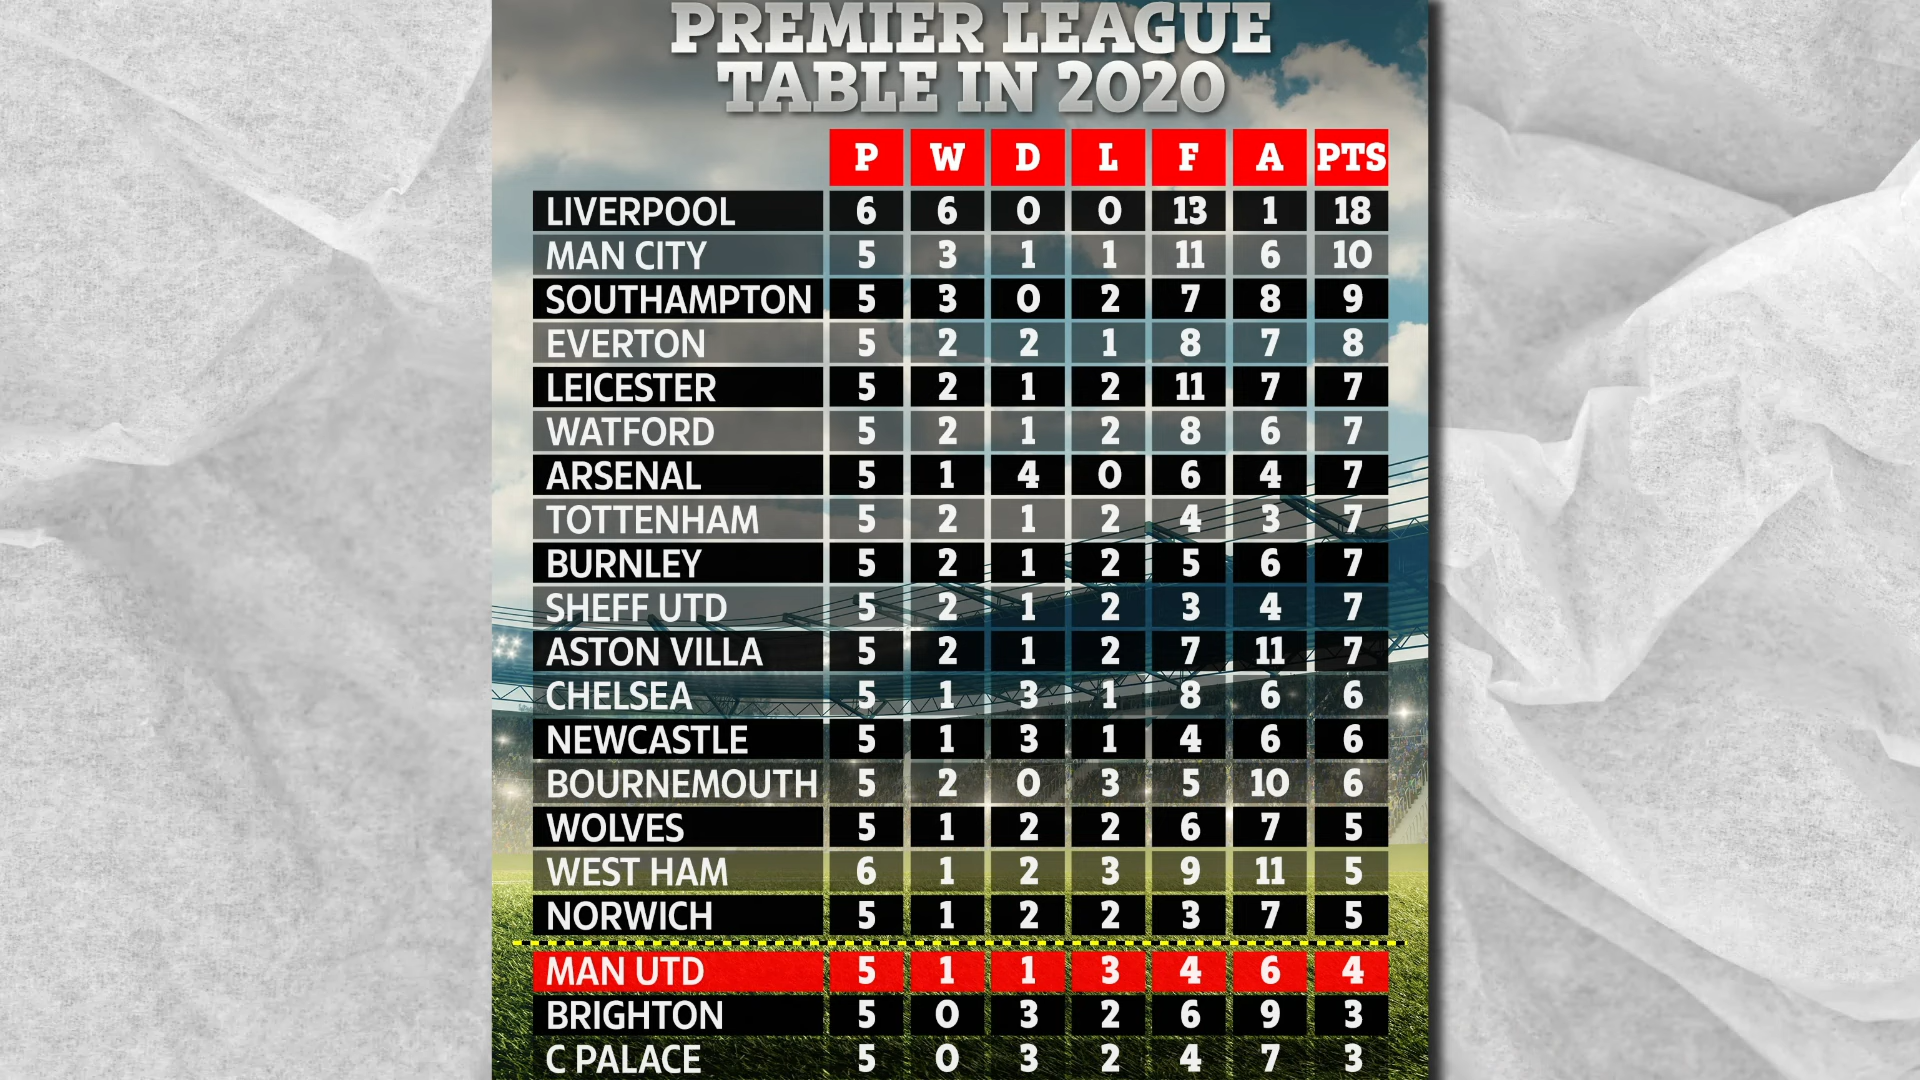 PREMIER LEAGUE
TABLE IN 2020
P W D L F A PTS
LIVERPOOL 6 6 0 0 13 1 18
MAN CITY 5 3 1 1 11 6 10
SOUTHAMPTON 5 3 0 2 7 8 9
EVERTON 5 2 2 1 8 7 8
LEICESTER 5 2 1 2 11 7 7
WATFORD 5 2 1 2 8 6 7
ARSENAL 5 1 4 0 6 4 7
TOTTENHAM 5 2 1 2 4 3 7
BURNLEY 5 2 1 2 5 6 7
SHEFF UTD 5 2 1 2 3 4 7
ASTON VILLA 5 2 1 2 7 11 7
CHELSEA 5 1 3 1 8 6 6
NEWCASTLE 5 1 3 1 4 6 6
BOURNEMOUTH 5 2 0 3 5 10 6
WOLVES 5 1 2 2 6 7 5
WEST HAM 6 1 2 3 9 11 5
NORWICH 5 1 2 2 3 7 5
MAN UTD 5 1 1 3 4 6 4
BRIGHTON 5 0 3 2 6 9 3
C PALACE 5 0 3 2 4 7 3